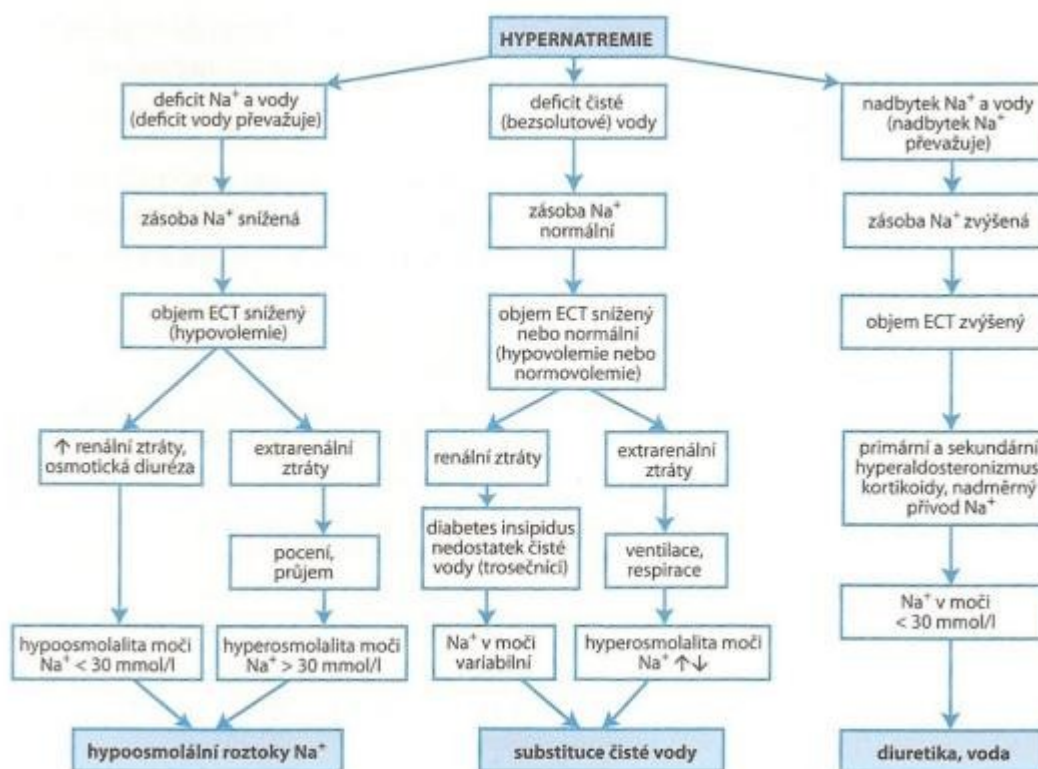 HYPERNATREMIE
deficit Na⁺ a vody
(deficit vody převažuje)
deficit čisté
(bezsolutové) vody
nadbytek Na⁺ a vody
(nadbytek Na⁺
převažuje)
zásoba Na⁺ snížená
zásoba Na⁺
normální
zásoba Na⁺ zvýšená
objem ECT snížený
(hypovolemie)
objem ECT snížený
nebo normální
(hypovolemie nebo
normovolemie)
objem ECT zvýšený
↑ renální ztráty,
osmotická diuréza
extrarenální
ztráty
renální ztráty
extrarenální
ztráty
primární a sekundární
hyperaldosteronizmus
kortikoidy, nadměrný
přívod Na⁺
pocení,
průjem
diabetes insipidus
nedostatek čisté
vody (trosečníci)
ventilace,
respirace
hypoosmolalita moči
Na⁺ < 30 mmol/l
hyperosmolalita moči
Na⁺ > 30 mmol/l
Na⁺ v moči
variabilní
hyperosmolalita moči
Na⁺ ↑↓
Na⁺ v moči
< 30 mmol/l
hypoosmolální roztoky Na⁺
substituce čisté vody
diuretika, voda